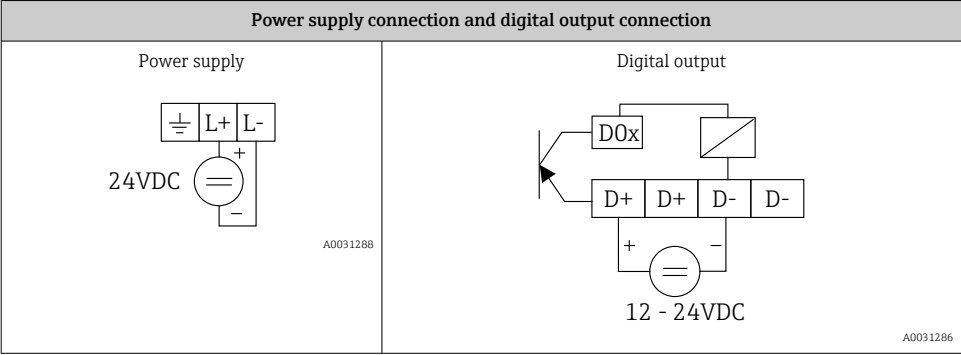 Power supply connection and digital output connection
Power supply
Digital output
L+ L-
+
24VDC
−
A0031288
DOx
D+ D+ D- D-
+ −
12 - 24VDC
A0031286